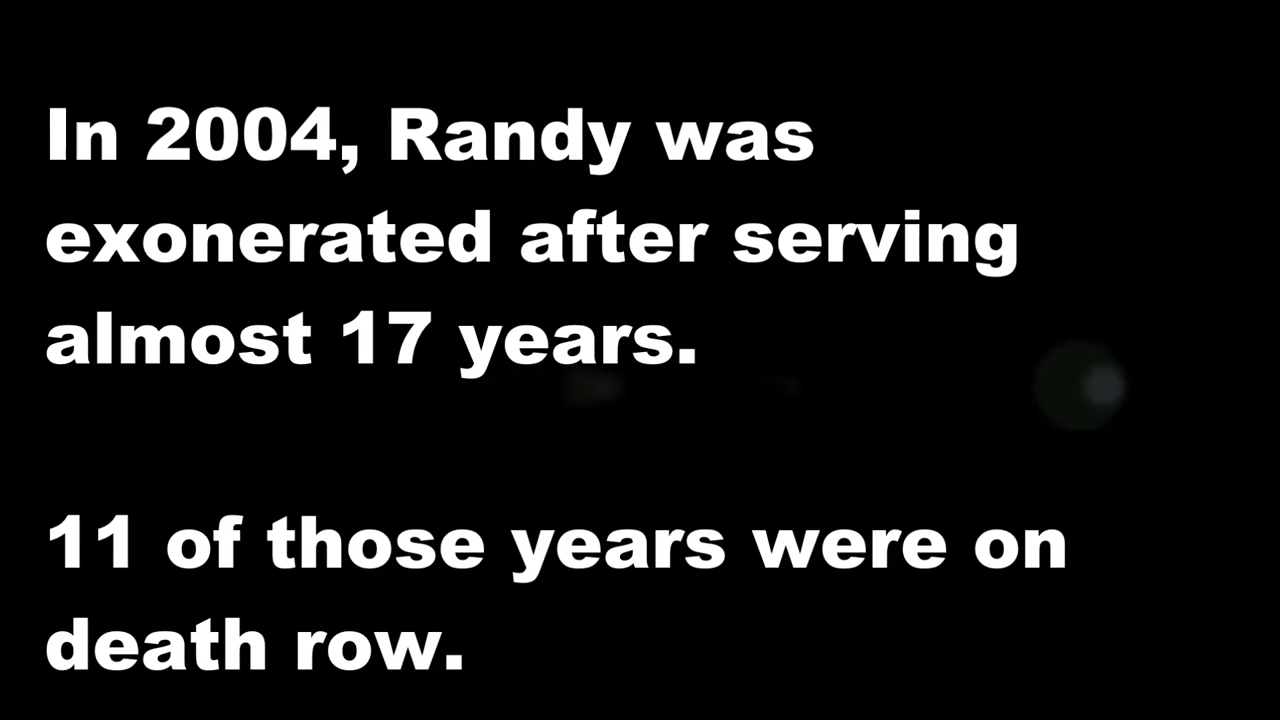 In 2004, Randy was
exonerated after serving
almost 17 years.
11 of those years were on
death row.